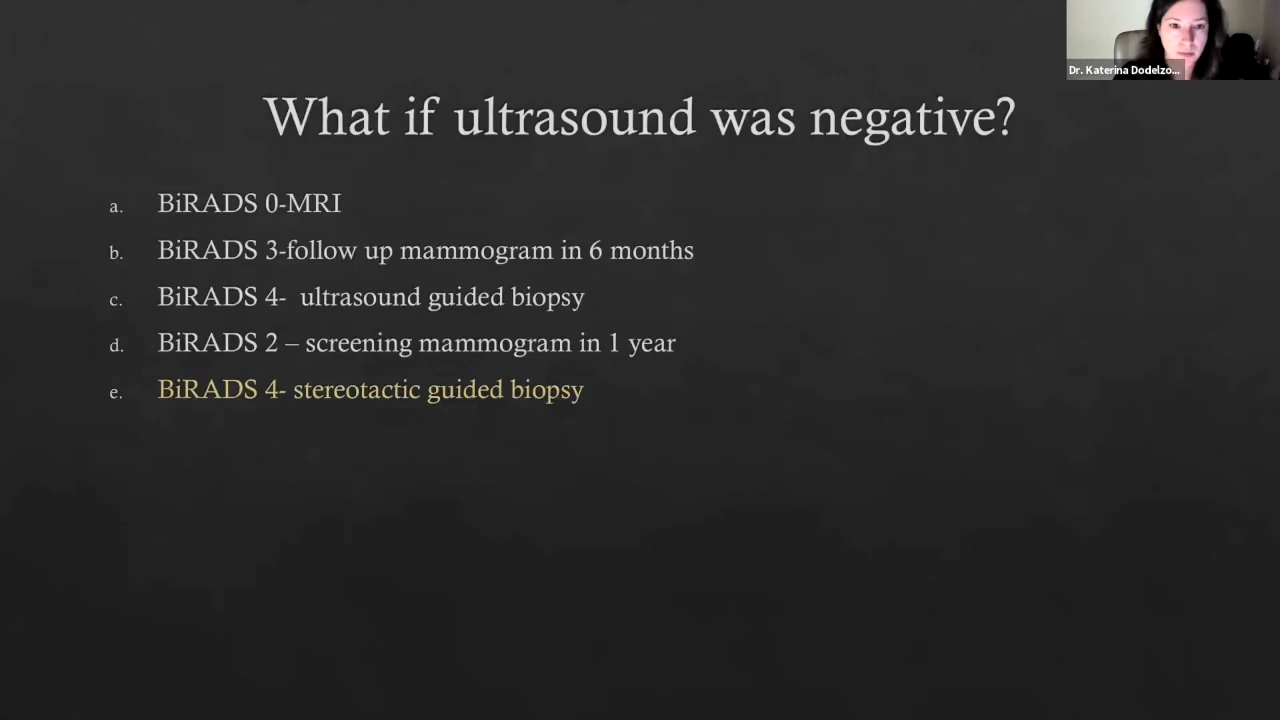 Dr. Katerina Dodelzo...
What if ultrasound was negative?
a. BiRADS 0-MRI
b. BiRADS 3-follow up mammogram in 6 months
c. BiRADS 4- ultrasound guided biopsy
d. BiRADS 2 – screening mammogram in 1 year
e. BiRADS 4- stereotactic guided biopsy